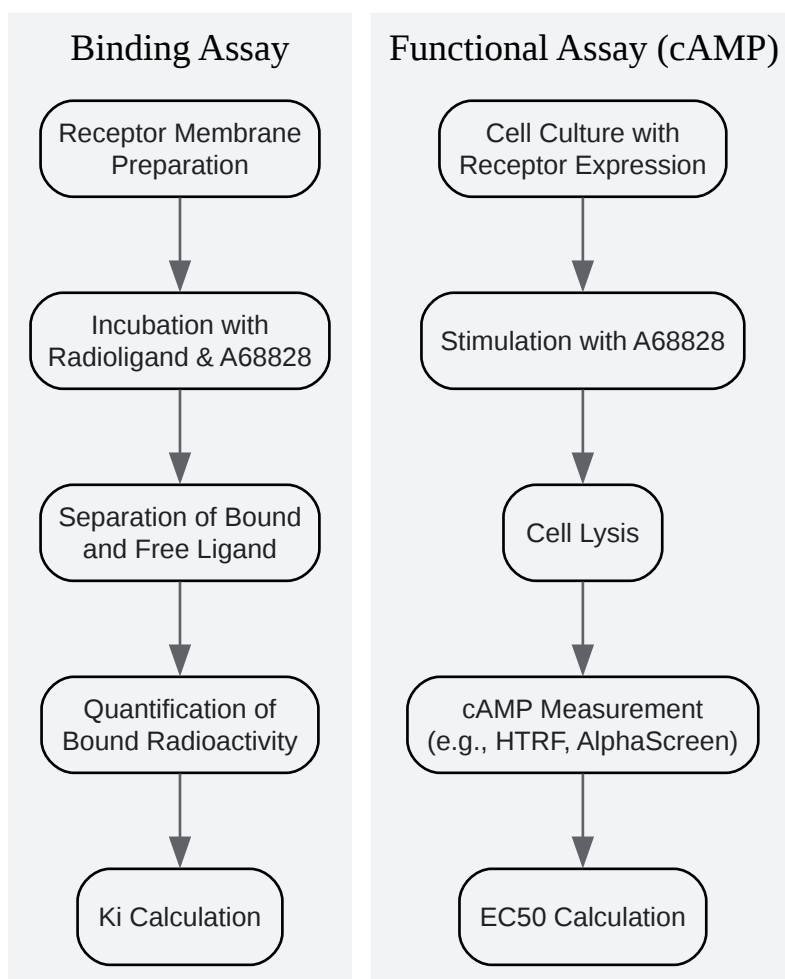 Binding Assay
Receptor Membrane
Preparation
Incubation with
Radioligand & A68828
Separation of Bound
and Free Ligand
Quantification of
Bound Radioactivity
Ki Calculation
Functional Assay (cAMP)
Cell Culture with
Receptor Expression
Stimulation with A68828
Cell Lysis
cAMP Measurement
(e.g., HTRF, AlphaScreen)
EC50 Calculation